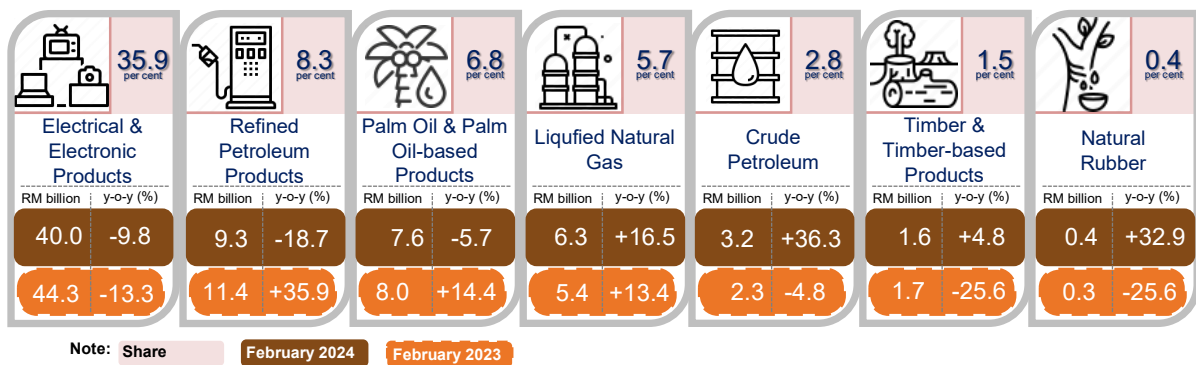 35.9
per cent
Electrical &
Electronic
Products
RM billion y-o-y (%)
40.0 -9.8
44.3 -13.3
8.3
per cent
Refined
Petroleum
Products
RM billion y-o-y (%)
9.3 -18.7
11.4 +35.9
6.8
per cent
Palm Oil & Palm
Oil-based
Products
RM billion y-o-y (%)
7.6 -5.7
8.0 +14.4
5.7
per cent
Liqufied Natural
Gas
RM billion y-o-y (%)
6.3 +16.5
5.4 +13.4
2.8
per cent
Crude
Petroleum
RM billion y-o-y (%)
3.2 +36.3
2.3 -4.8
1.5
per cent
Timber &
Timber-based
Products
RM billion y-o-y (%)
1.6 +4.8
1.7 -25.6
0.4
per cent
Natural
Rubber
RM billion y-o-y (%)
0.4 +32.9
0.3 -25.6
Note: Share February 2024 February 2023